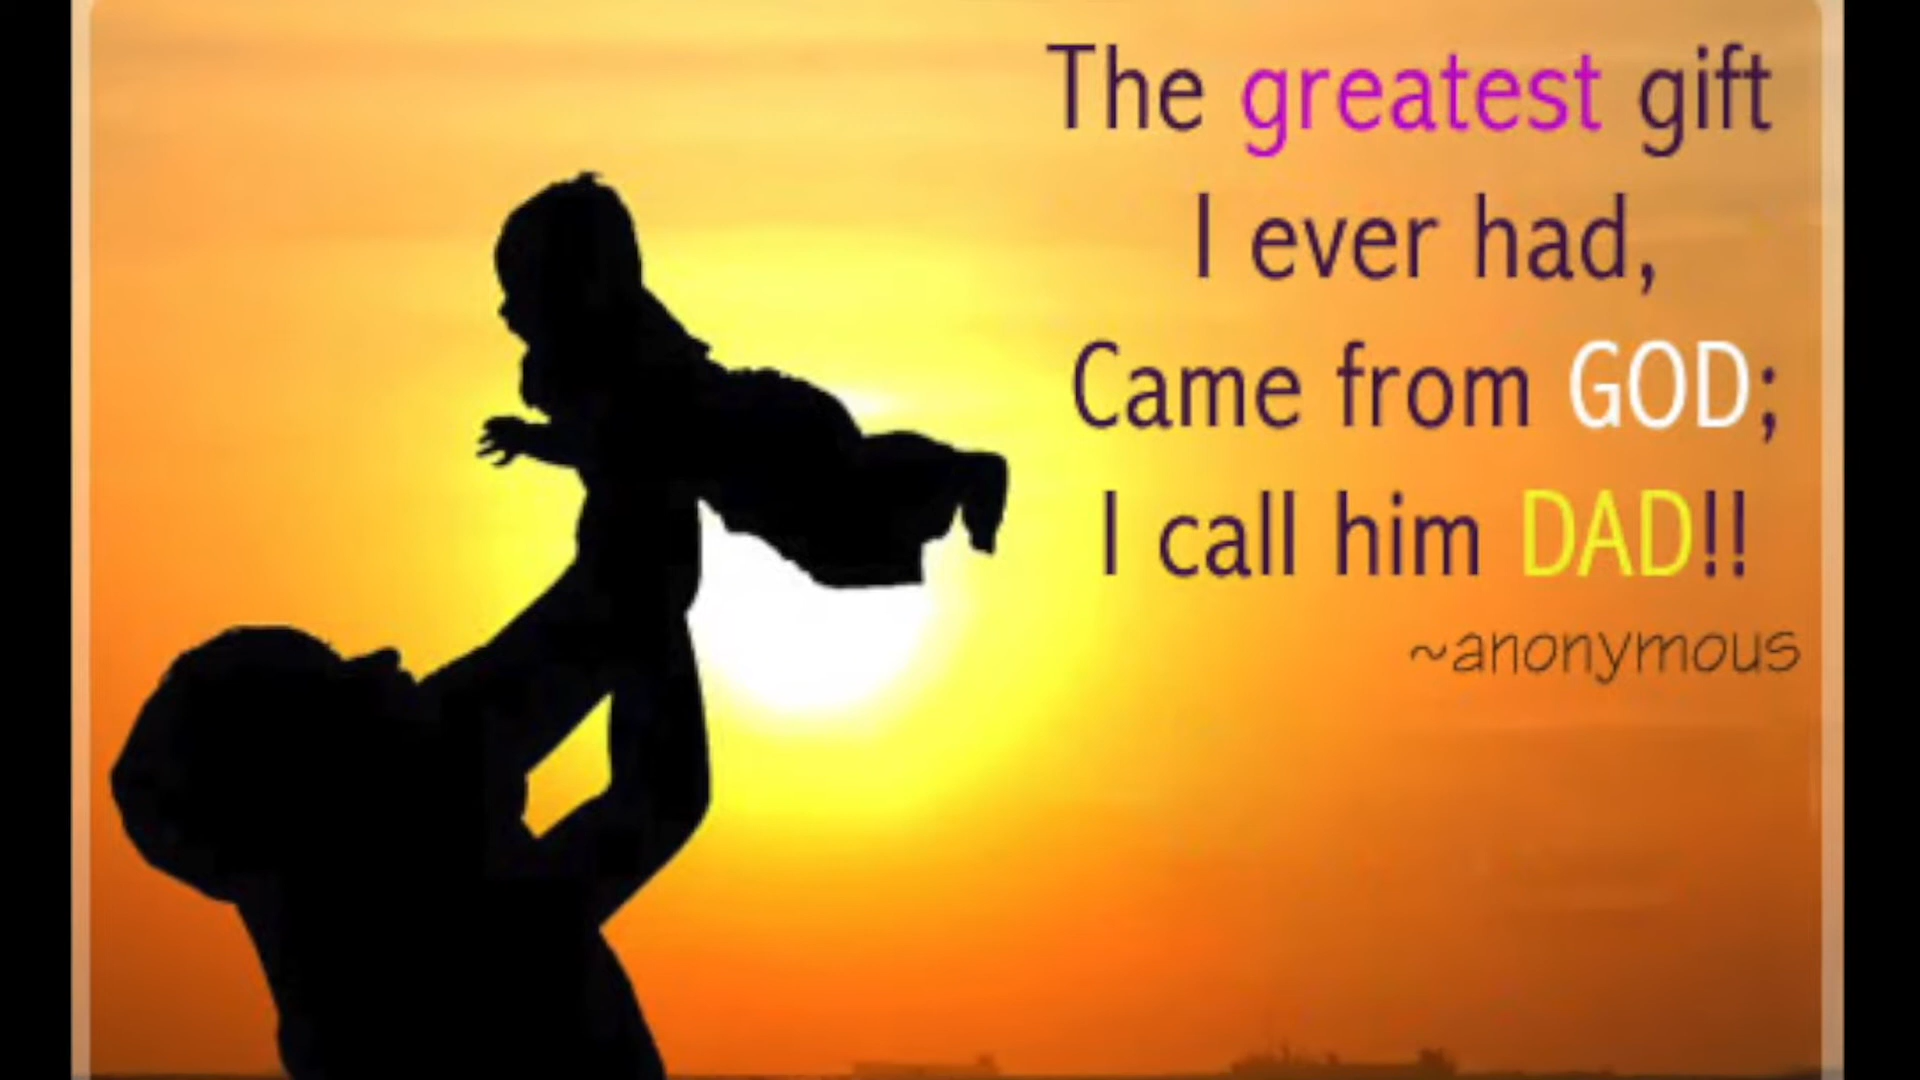 The greatest gift
I ever had,
Came from GOD;
I call him DAD!!
~anonymous